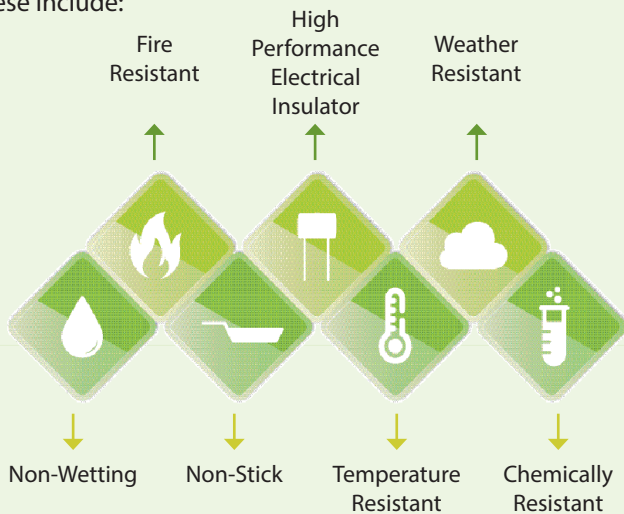 ese include:
Fire
Resistant
High
Performance
Electrical
Insulator
Weather
Resistant
Non-Wetting
Non-Stick
Temperature
Resistant
Chemically
Resistant